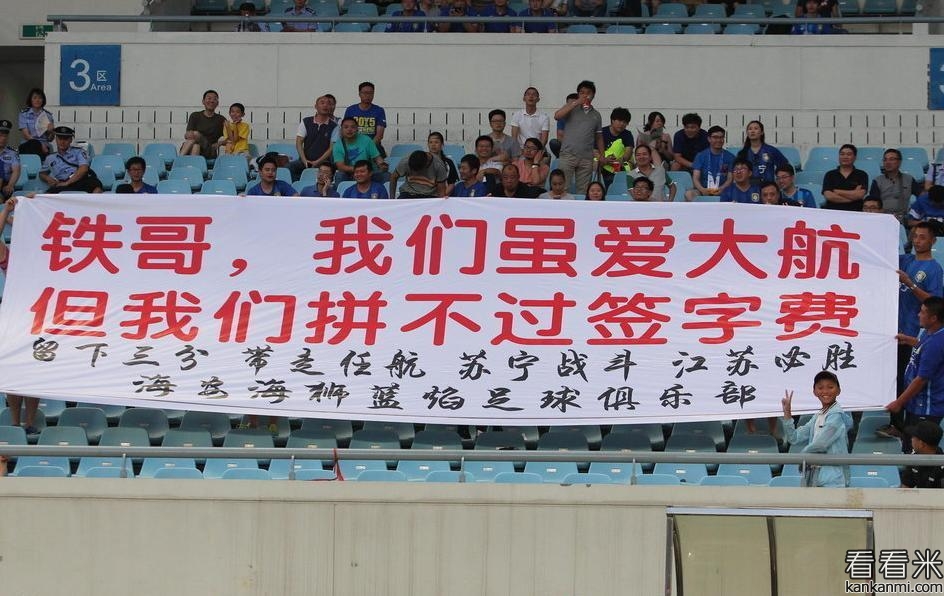 3区
Area
铁哥，我们虽爱大航
但我们拼不过签字费
留下三分 带走任航 苏宁战斗 江苏必胜
海安海狮蓝焰足球俱乐部
看看米
kankanmi.com